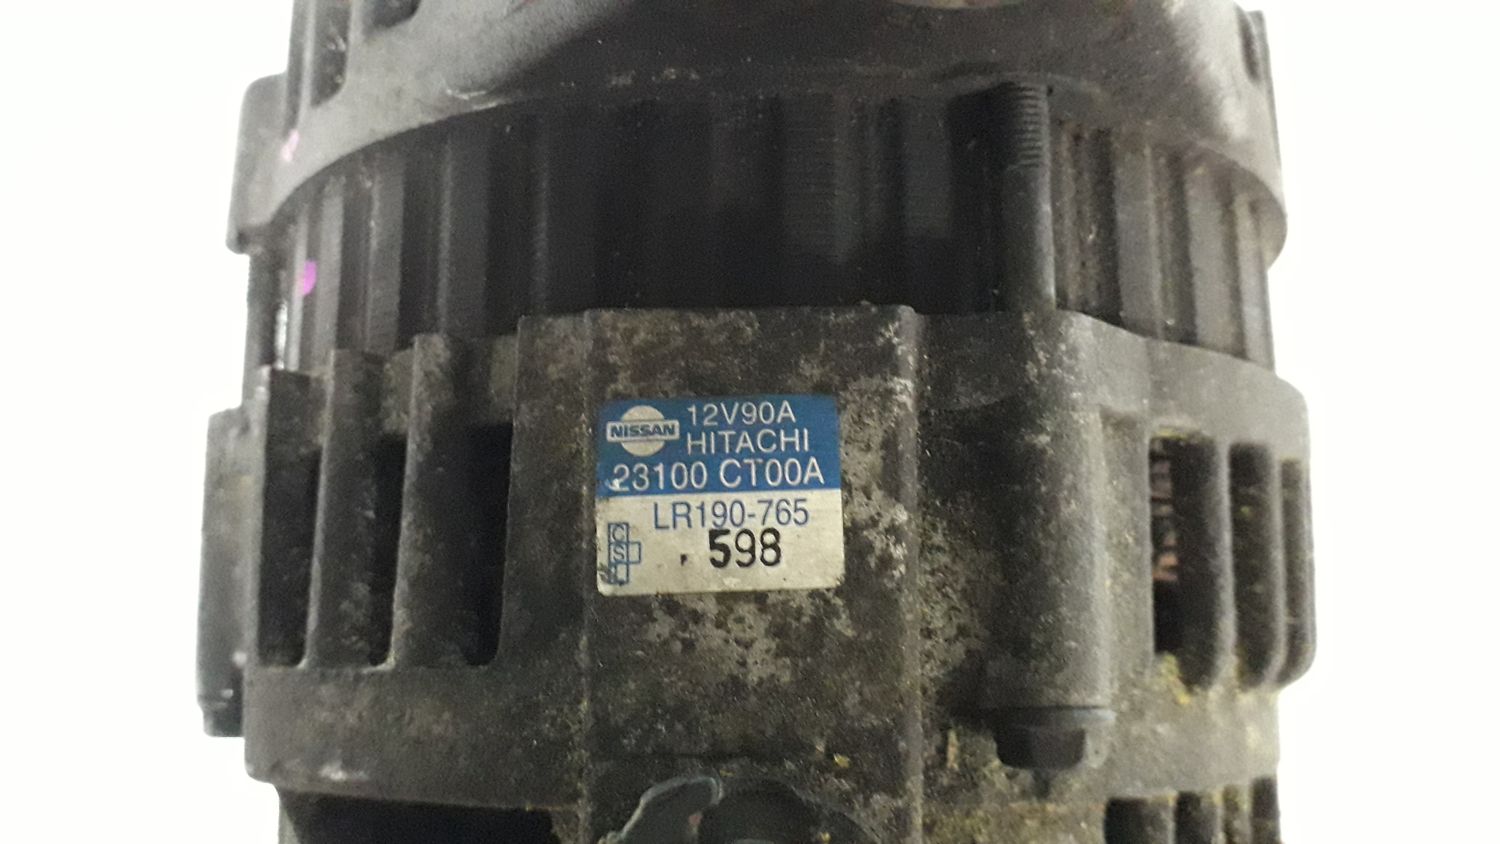 NISSAN 12V90A
HITACHI
23100 CT00A
LR190-765
C
S
L
598